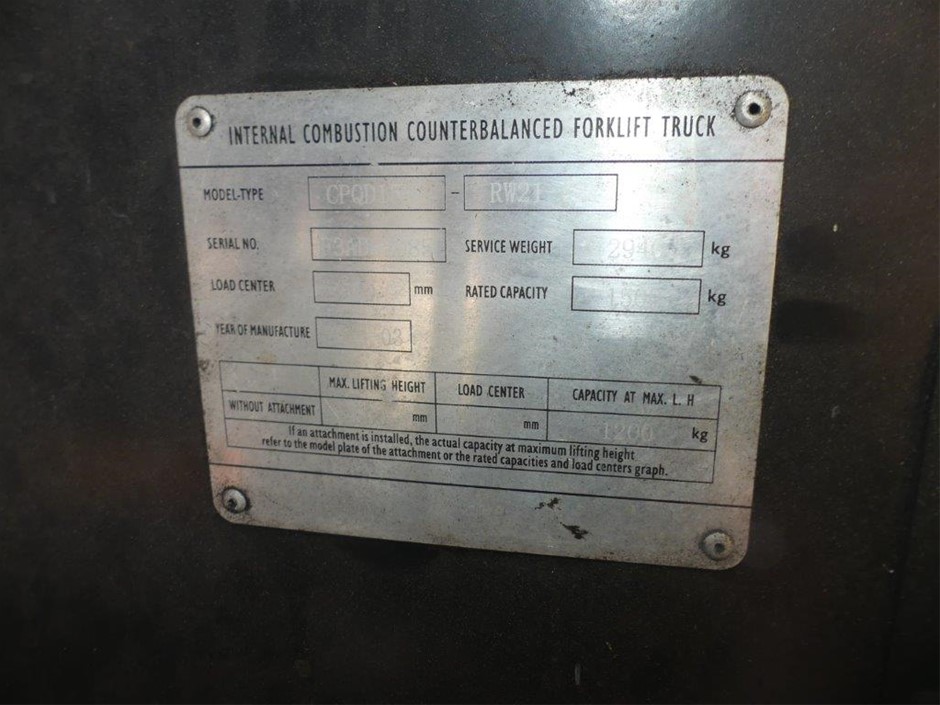 INTERNAL COMBUSTION COUNTERBALANCED FORKLIFT TRUCK
MODEL-TYPE - RW21
SERIAL NO. SERVICE WEIGHT kg
LOAD CENTER mm RATED CAPACITY kg
YEAR OF MANUFACTURE 03
MAX. LIFTING HEIGHT LOAD CENTER CAPACITY AT MAX. L. H
WITHOUT ATTACHMENT mm mm 1200 kg
If an attachment is installed, the actual capacity at maximum lifting height
refer to the model plate of the attachment or the rated capacities and load centers graph.